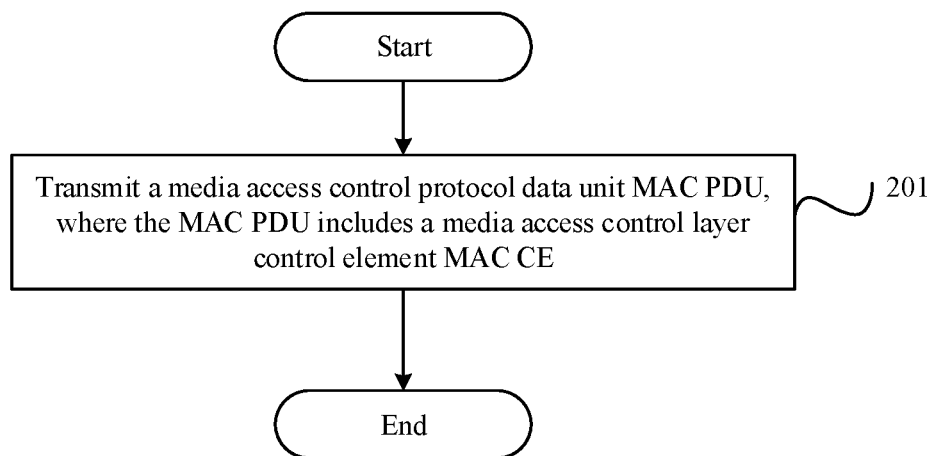 Start
Transmit a media access control protocol data unit MAC PDU,
where the MAC PDU includes a media access control layer
control element MAC CE
201
End